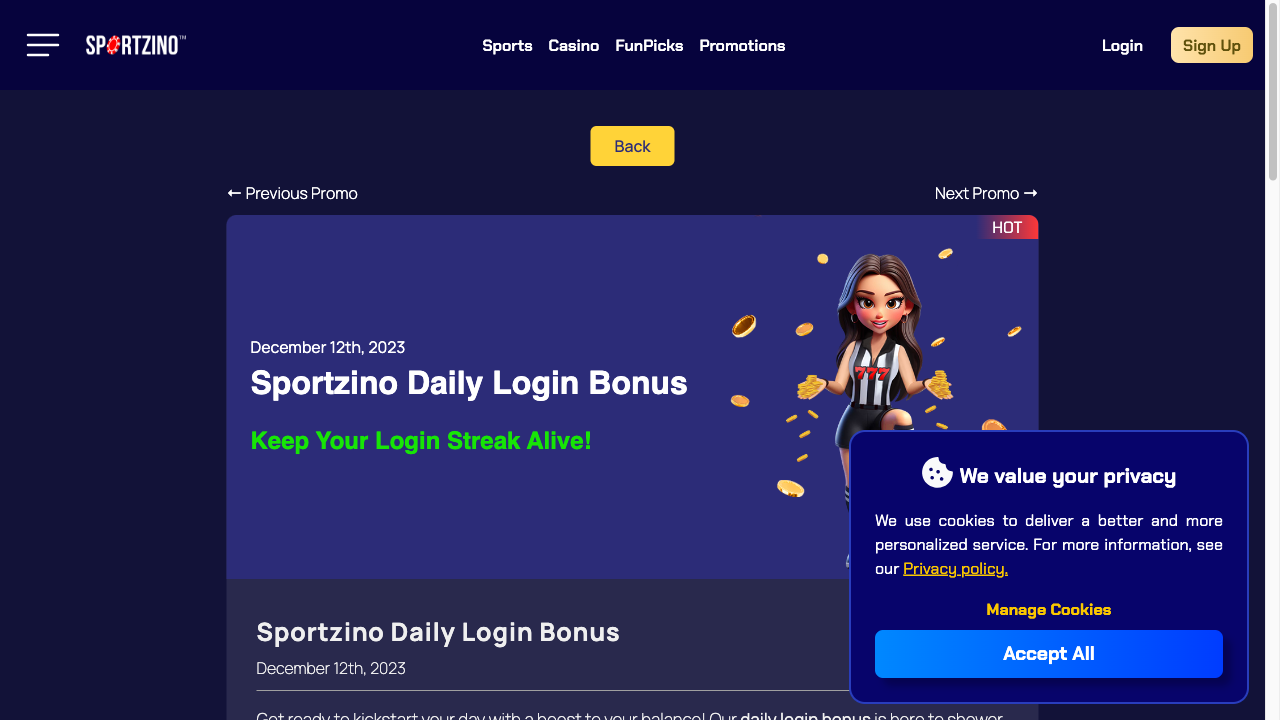 SPORTZINO™
Sports Casino FunPicks Promotions
Login
Sign Up
Back
← Previous Promo
Next Promo →
HOT
December 12th, 2023
Sportzino Daily Login Bonus
Keep Your Login Streak Alive!
777
Sportzino Daily Login Bonus
December 12th, 2023
Get ready to kickstart your day with a boost to your balance! Our daily login bonus is here to shower
We value your privacy
We use cookies to deliver a better and more
personalized service. For more information, see
our Privacy policy.
Manage Cookies
Accept All